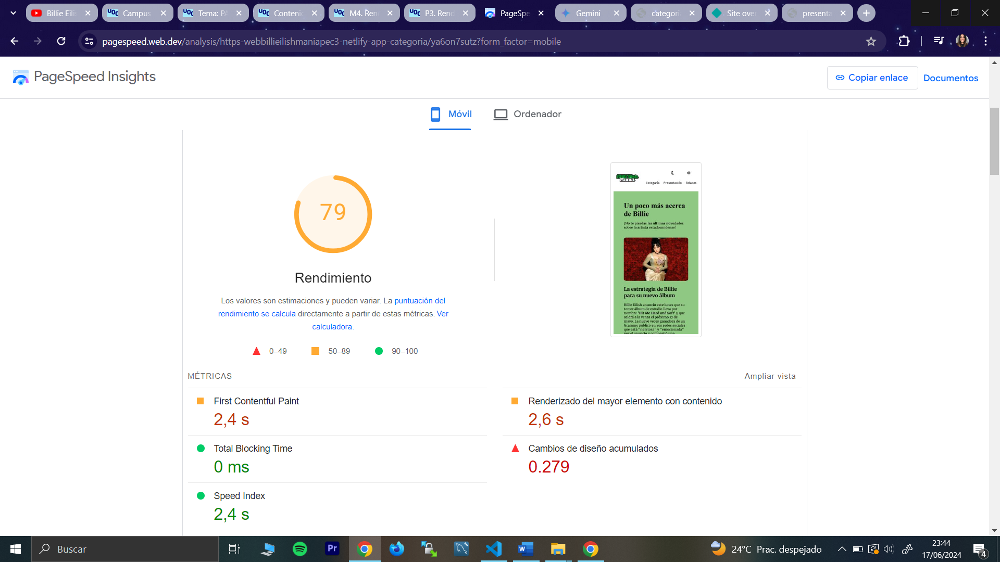 Billie Eili
Campus
Tema: PA
Conteni
M4. Ren
P3. Rend
PageSpe
Gemini
categori
Site over
presenta
pagespeed.web.dev/analysis/https-webbillieilishmaniapec3-netlify-app-categoria/ya6on7sutz?form_factor=mobile
PageSpeed Insights
Copiar enlace
Documentos
Móvil
Ordenador
79
Rendimiento
Los valores son estimaciones y pueden variar. La puntuación del
rendimiento se calcula directamente a partir de estas métricas. Ver
calculadora.
0–49
50–89
90–100
Categoría Presentación Enlaces
Un poco más acerca
de Billie
¡No te pierdas las últimas novedades
sobre la artista estadounidense!
La estrategia de Billie
para su nuevo álbum
Billie Eilish anunció este lunes que su
tercer álbum de estudio lleva por
nombre 'Hit Me Hard and Soft' y que
saldrá a la venta el próximo 17 de
mayo. La nueve veces ganadora de un
Grammy publicó en sus redes sociales
que está "nerviosa" y "emocionada"
por el anuncio y compartió una
MÉTRICAS
Ampliar vista
First Contentful Paint
2,4 s
Renderizado del mayor elemento con contenido
2,6 s
Total Blocking Time
0 ms
Cambios de diseño acumulados
0.279
Speed Index
2,4 s
Buscar
Pr
24°C Prac. despejado
23:44
17/06/2024
4